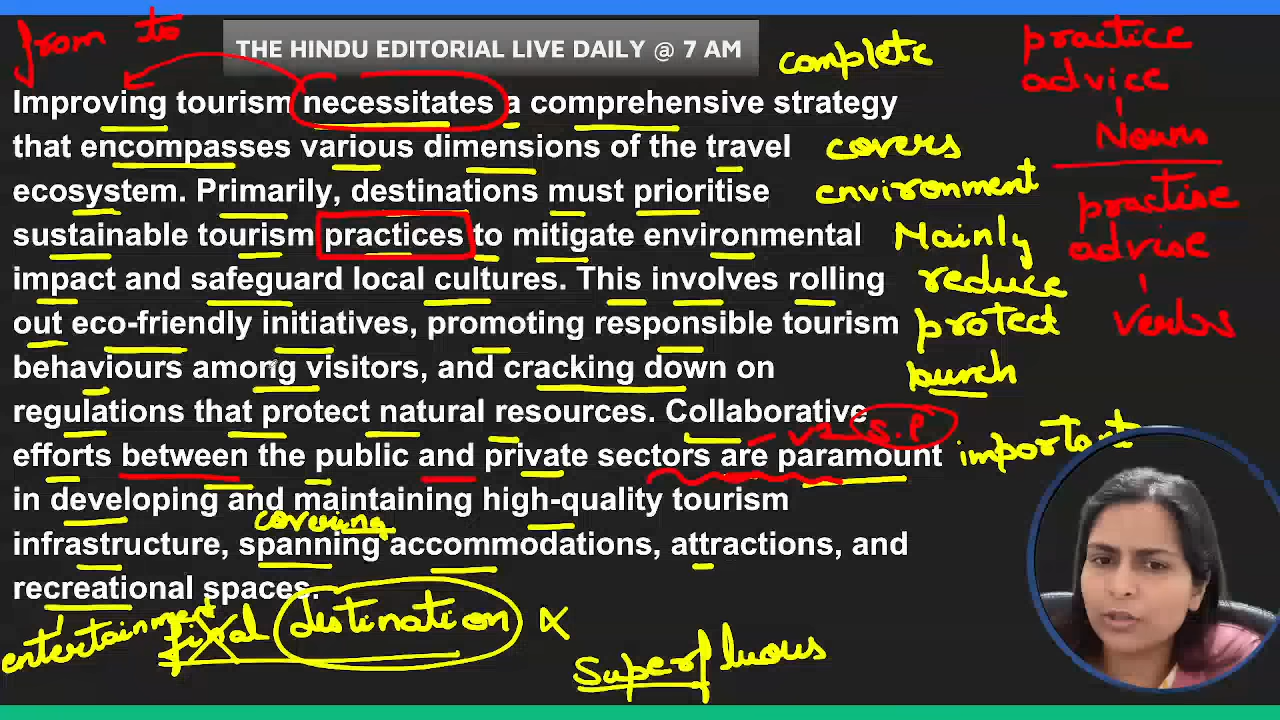 from to
THE HINDU EDITORIAL LIVE DAILY @ 7 AM
complete
practice
advice
Nouns
practise
advise
verbs
Improving tourism necessitates a comprehensive strategy
that encompasses various dimensions of the travel
covers
ecosystem. Primarily, destinations must prioritise
environment
sustainable tourism practices to mitigate environmental
Mainly
impact and safeguard local cultures. This involves rolling
reduce
out eco-friendly initiatives, promoting responsible tourism
protect
behaviours among visitors, and cracking down on
regulations that protect natural resources. Collaborative
S.P
efforts between the public and private sectors are paramount
important
in developing and maintaining high-quality tourism
covering
infrastructure, spanning accommodations, attractions, and
recreational spaces.
entertainment
final destination
superfluous